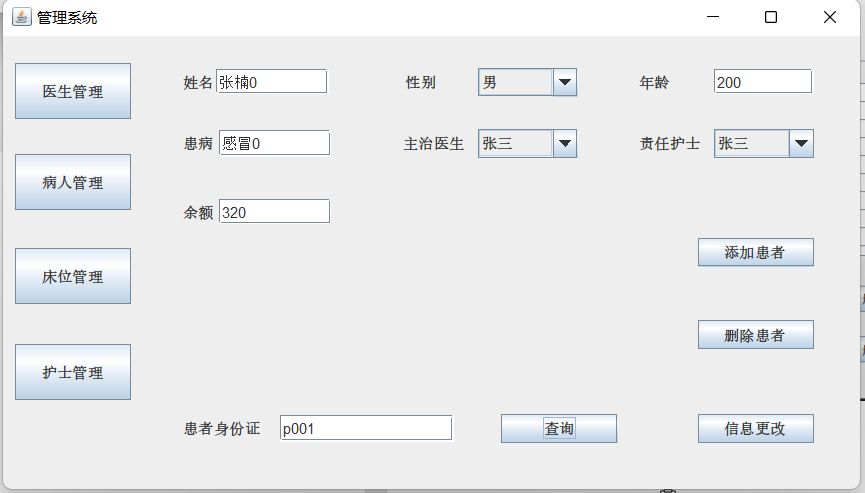 管理系统
医生管理
病人管理
床位管理
护士管理
姓名 张楠0 性别 男 年龄 200
患病 感冒0 主治医生 张三 责任护士 张三
余额 320
添加患者
删除患者
患者身份证 p001 查询 信息更改